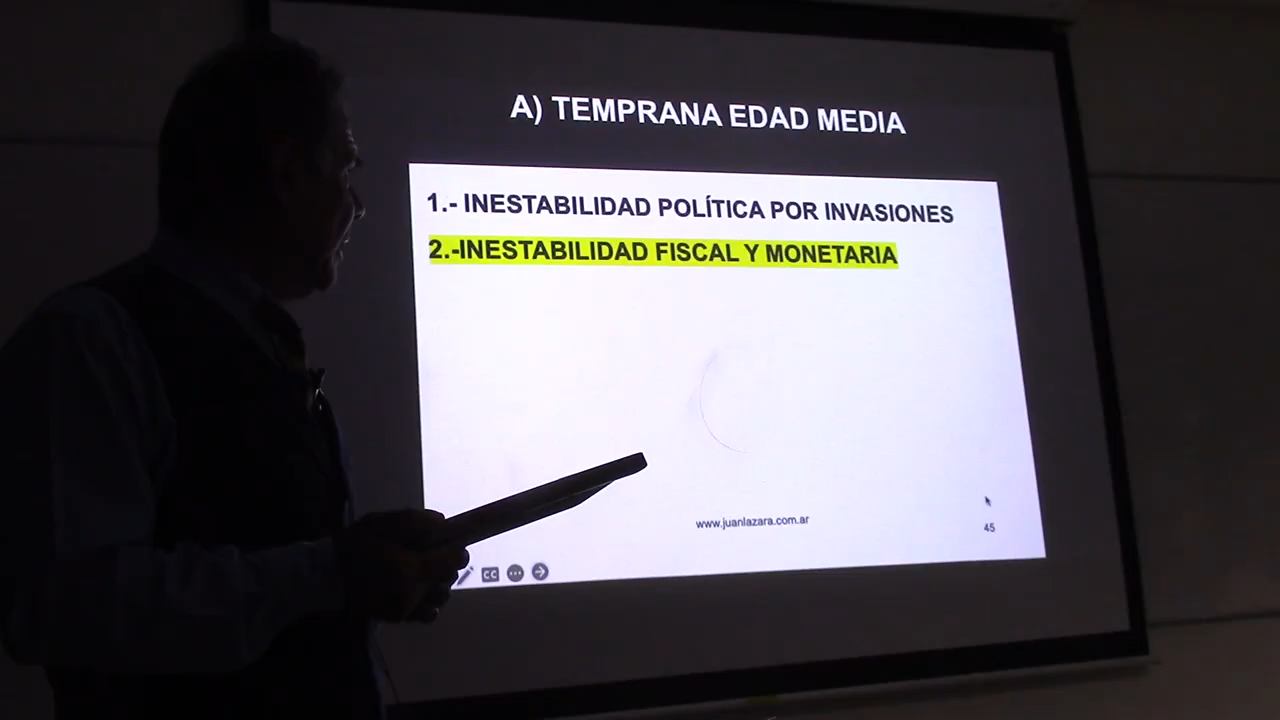 A) TEMPRANA EDAD MEDIA
1.- INESTABILIDAD POLÍTICA POR INVASIONES
2.-INESTABILIDAD FISCAL Y MONETARIA
www.juanlazara.com.ar
45
CC